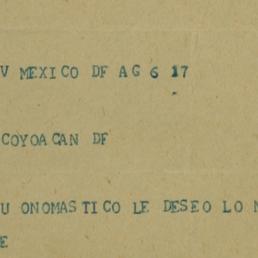 V MEXICO DF AG 6 17
COYOACAN DF
U ONOMASTICO LE DESEO LO M
E